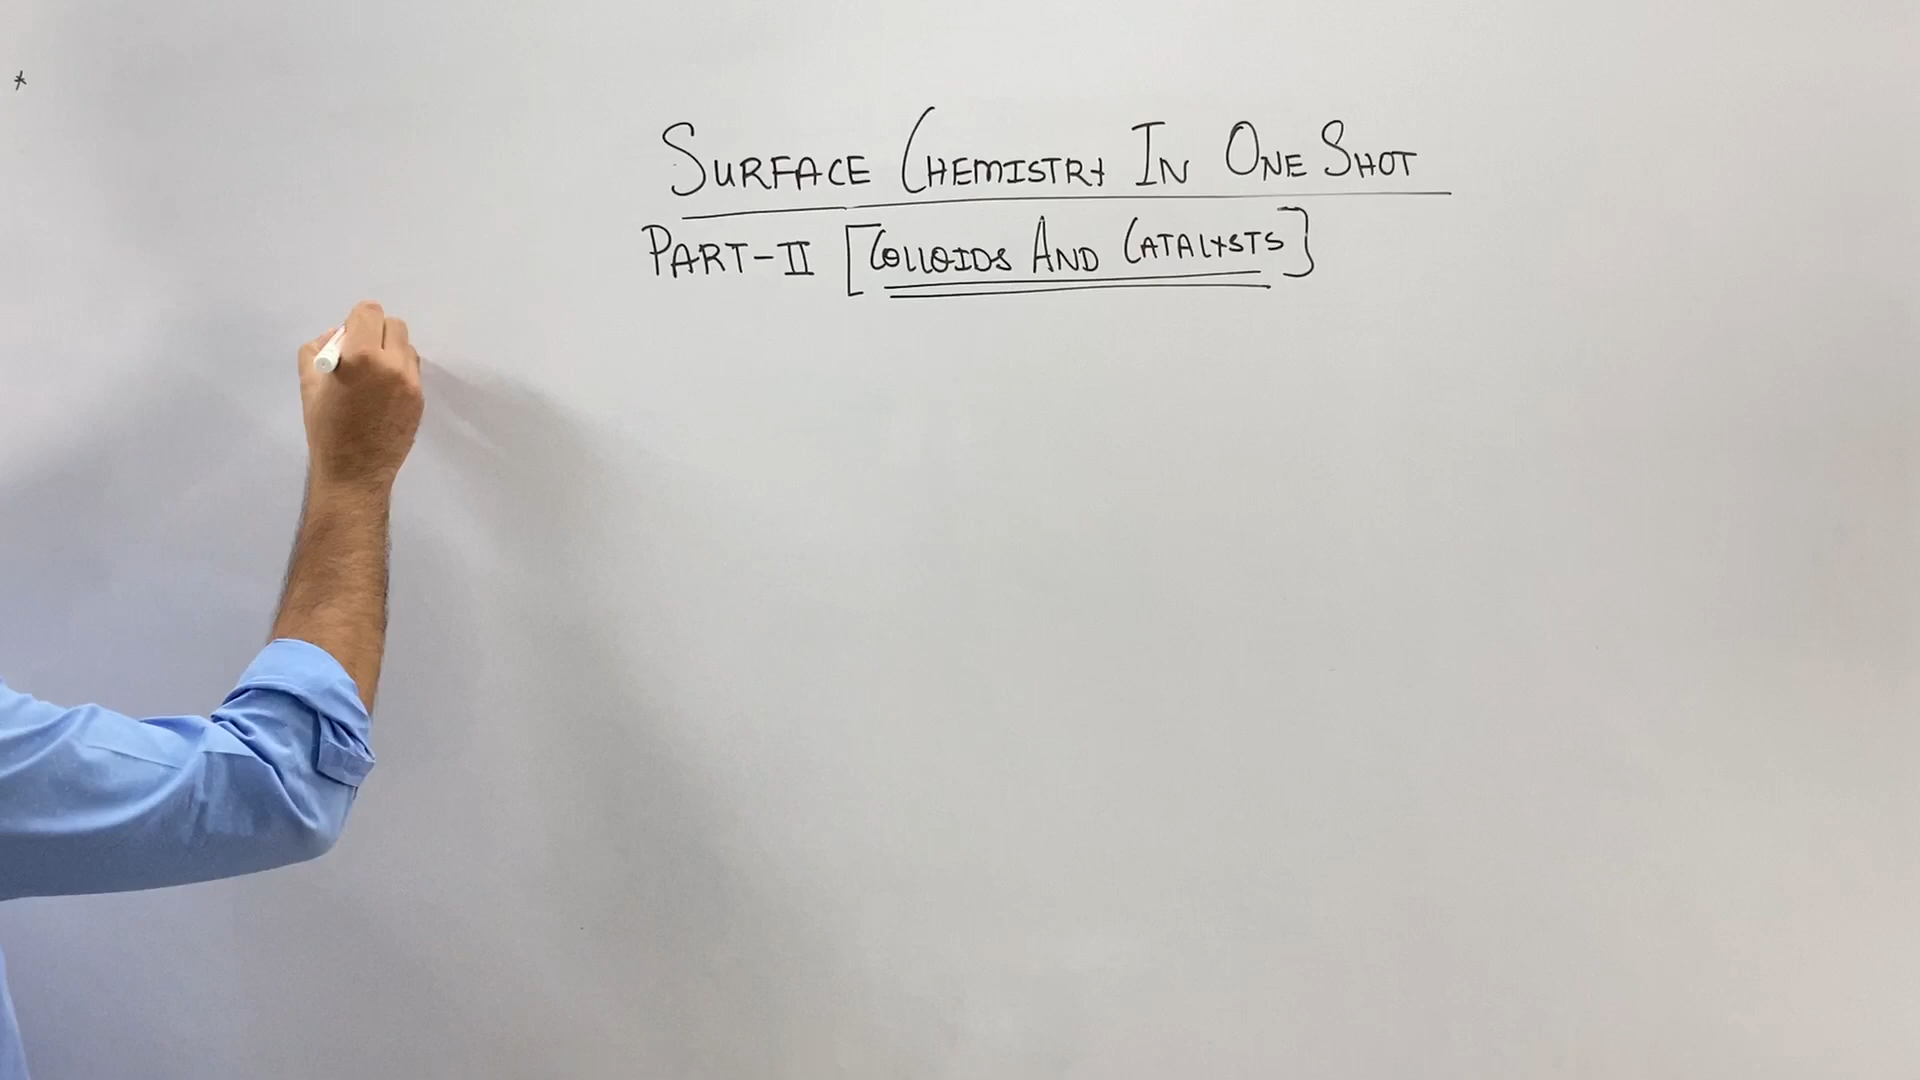 *
SURFACE CHEMISTRY IN ONE SHOT
PART-II [COLLOIDS AND CATALYSTS]